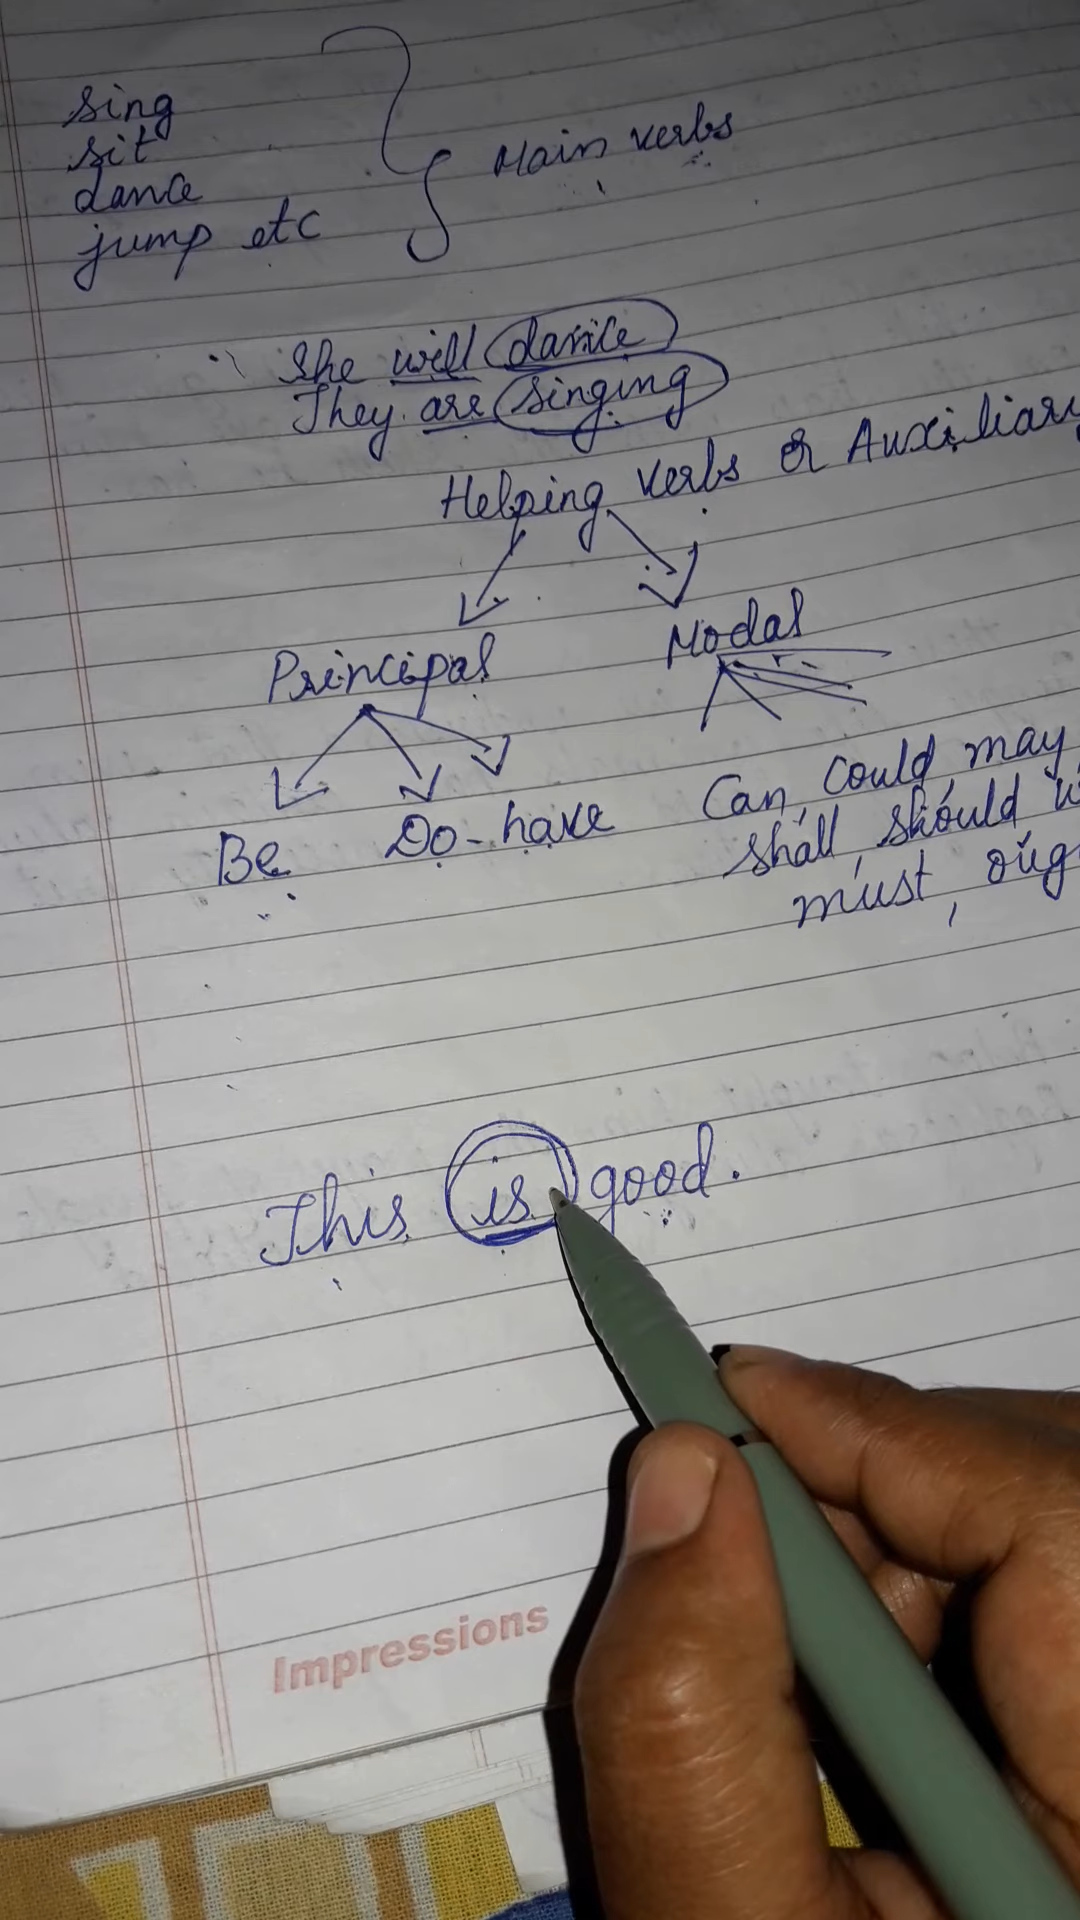 sing
sit
dance
jump etc
Main verbs
She will dance
They are singing
Helping verbs or Auxiliary
Principal
Modal
Be
Do - have
Can, Could, may,
shall, should
must,
This is good.
Impressions